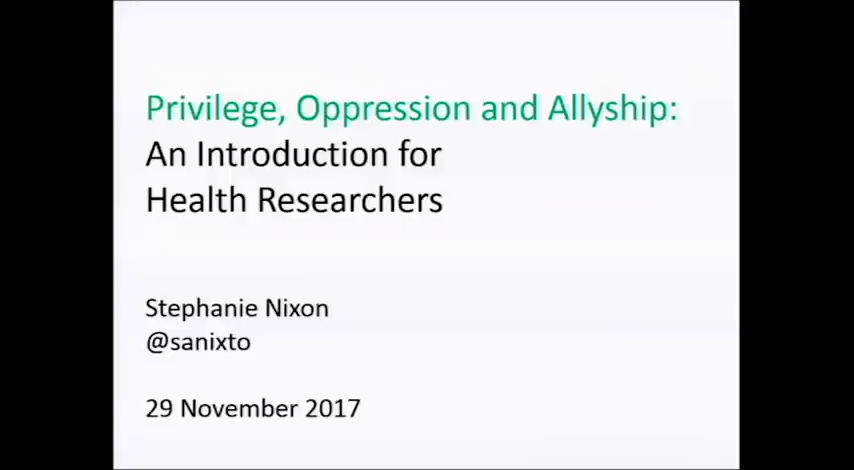 Privilege, Oppression and Allyship:
An Introduction for
Health Researchers
Stephanie Nixon
@sanixto
29 November 2017